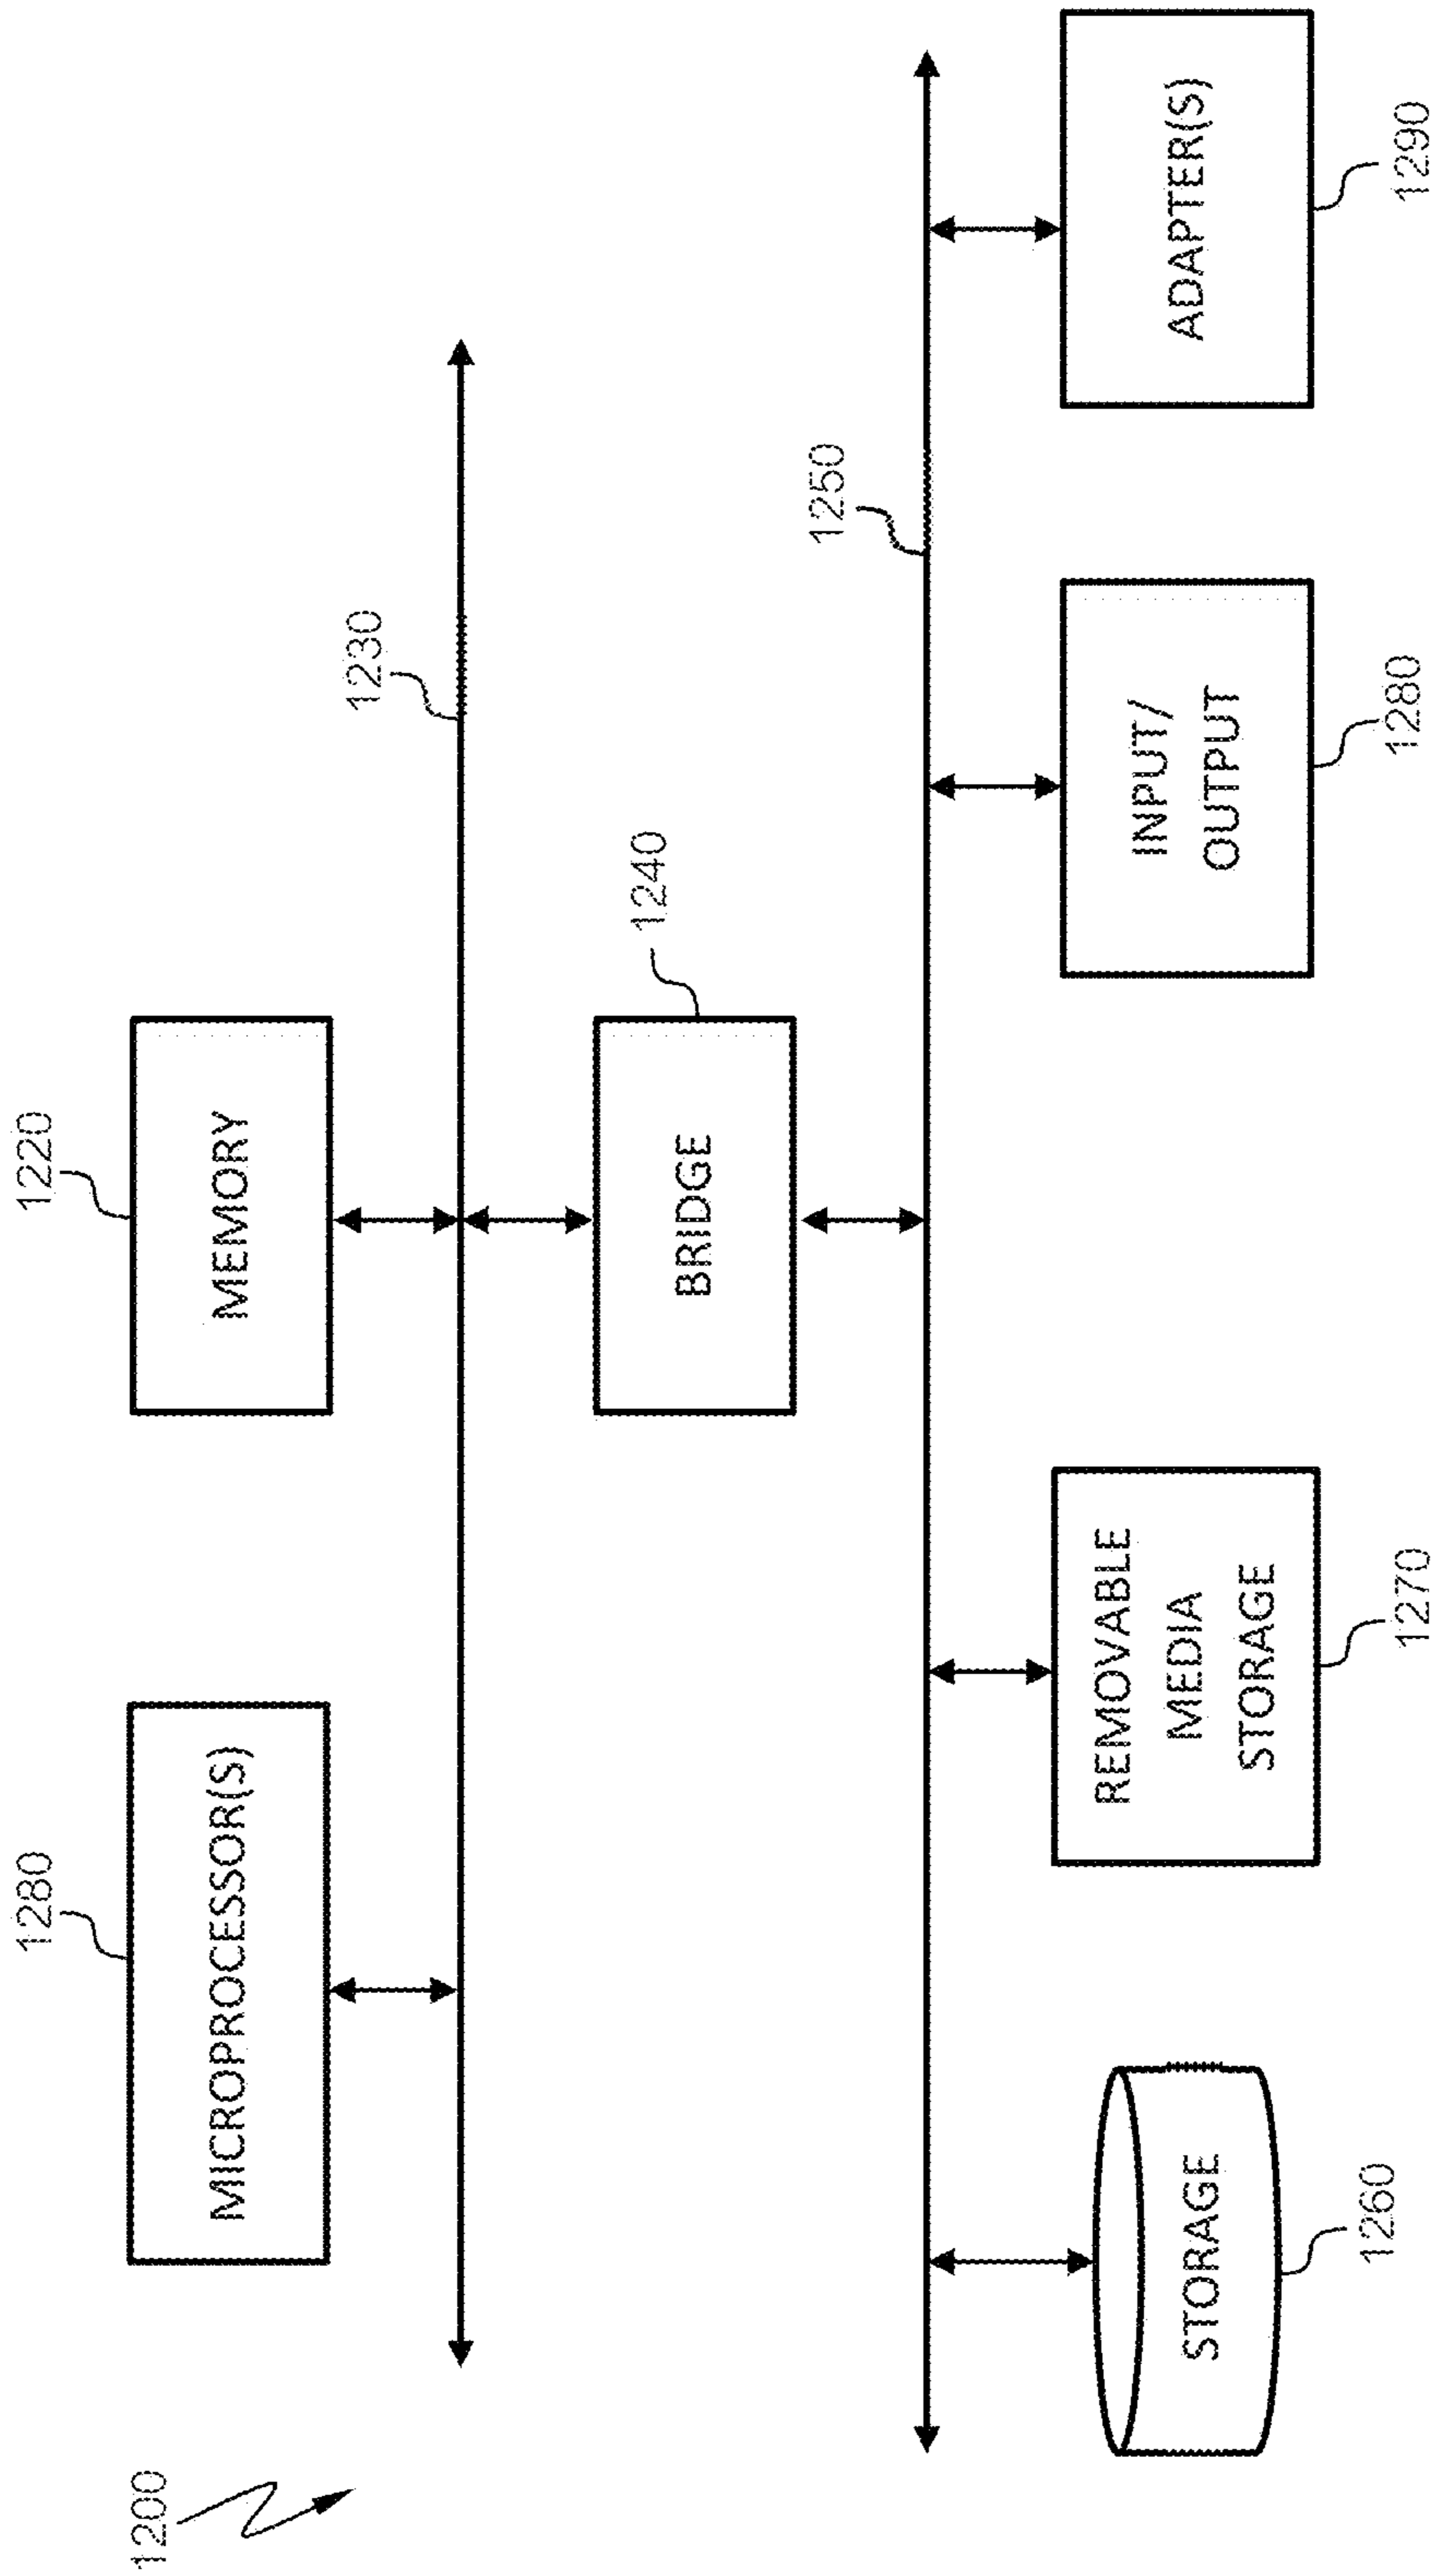 1200
1280
MICROPROCESSOR(S)
1220
MEMORY
1230
BRIDGE
1240
1250
STORAGE
1260
REMOVABLE
MEDIA
STORAGE
1270
INPUT/
OUTPUT
1280
ADAPTER(S)
1290